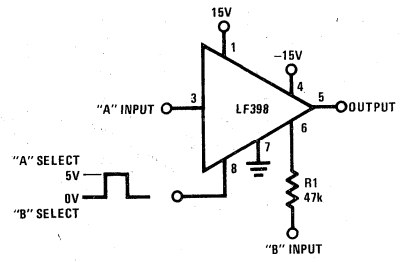 15V
1
–15V
4
"A" INPUT
3
LF398
5
OUTPUT
6
7
8
"A" SELECT
5V
0V
"B" SELECT
R1
47k
"B" INPUT